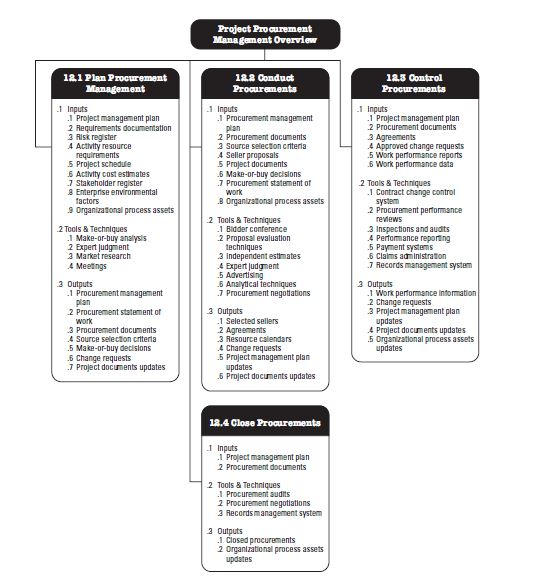 Project Procurement
Management Overview
12.1 Plan Procurement
Management
.1 Inputs
.1 Project management plan
.2 Requirements documentation
.3 Risk register
.4 Activity resource
requirements
.5 Project schedule
.6 Activity cost estimates
.7 Stakeholder register
.8 Enterprise environmental
factors
.9 Organizational process assets
.2 Tools & Techniques
.1 Make-or-buy analysis
.2 Expert judgment
.3 Market research
.4 Meetings
.3 Outputs
.1 Procurement management
plan
.2 Procurement statement of
work
.3 Procurement documents
.4 Source selection criteria
.5 Make-or-buy decisions
.6 Change requests
.7 Project documents updates
12.2 Conduct
Procurements
.1 Inputs
.1 Procurement management
plan
.2 Procurement documents
.3 Source selection criteria
.4 Seller proposals
.5 Project documents
.6 Make-or-buy decisions
.7 Procurement statement of
work
.8 Organizational process assets
.2 Tools & Techniques
.1 Bidder conference
.2 Proposal evaluation
techniques
.3 Independent estimates
.4 Expert judgment
.5 Advertising
.6 Analytical techniques
.7 Procurement negotiations
.3 Outputs
.1 Selected sellers
.2 Agreements
.3 Resource calendars
.4 Change requests
.5 Project management plan
updates
.6 Project documents updates
12.3 Control
Procurements
.1 Inputs
.1 Project management plan
.2 Procurement documents
.3 Agreements
.4 Approved change requests
.5 Work performance reports
.6 Work performance data
.2 Tools & Techniques
.1 Contract change control
system
.2 Procurement performance
reviews
.3 Inspections and audits
.4 Performance reporting
.5 Payment systems
.6 Claims administration
.7 Records management system
.3 Outputs
.1 Work performance information
.2 Change requests
.3 Project management plan
updates
.4 Project documents updates
.5 Organizational process assets
updates
12.4 Close Procurements
.1 Inputs
.1 Project management plan
.2 Procurement documents
.2 Tools & Techniques
.1 Procurement audits
.2 Procurement negotiations
.3 Records management system
.3 Outputs
.1 Closed procurements
.2 Organizational process assets
updates